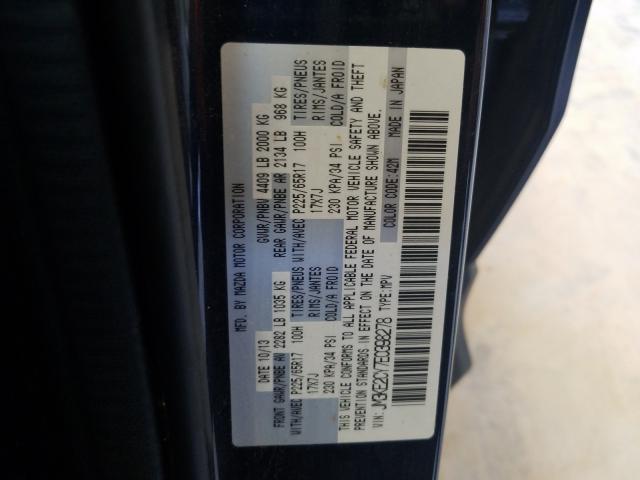 MFD. BY MAZDA MOTOR CORPORATION
DATE 10/13 GVWR/PNBV 4409 LB 2000 KG
FRONT GAWR/PNBE AV 2282 LB 1035 KG REAR GAWR/PNBE AR 2134 LB 968 KG
WITH/AVEC P225/65R17 100H TIRES/PNEUS WITH/AVEC P225/65R17 100H TIRES/PNEUS
17X7J RIMS/JANTES 17X7J RIMS/JANTES
230 KPA/34 PSI COLD/A FROID 230 KPA/34 PSI COLD/A FROID
THIS VEHICLE CONFORMS TO ALL APPLICABLE FEDERAL MOTOR VEHICLE SAFETY AND THEFT
PREVENTION STANDARDS IN EFFECT ON THE DATE OF MANUFACTURE SHOWN ABOVE.
VIN: JM3KE2CY7E0398278 TYPE:MPV COLOR CODE:42M MADE IN JAPAN